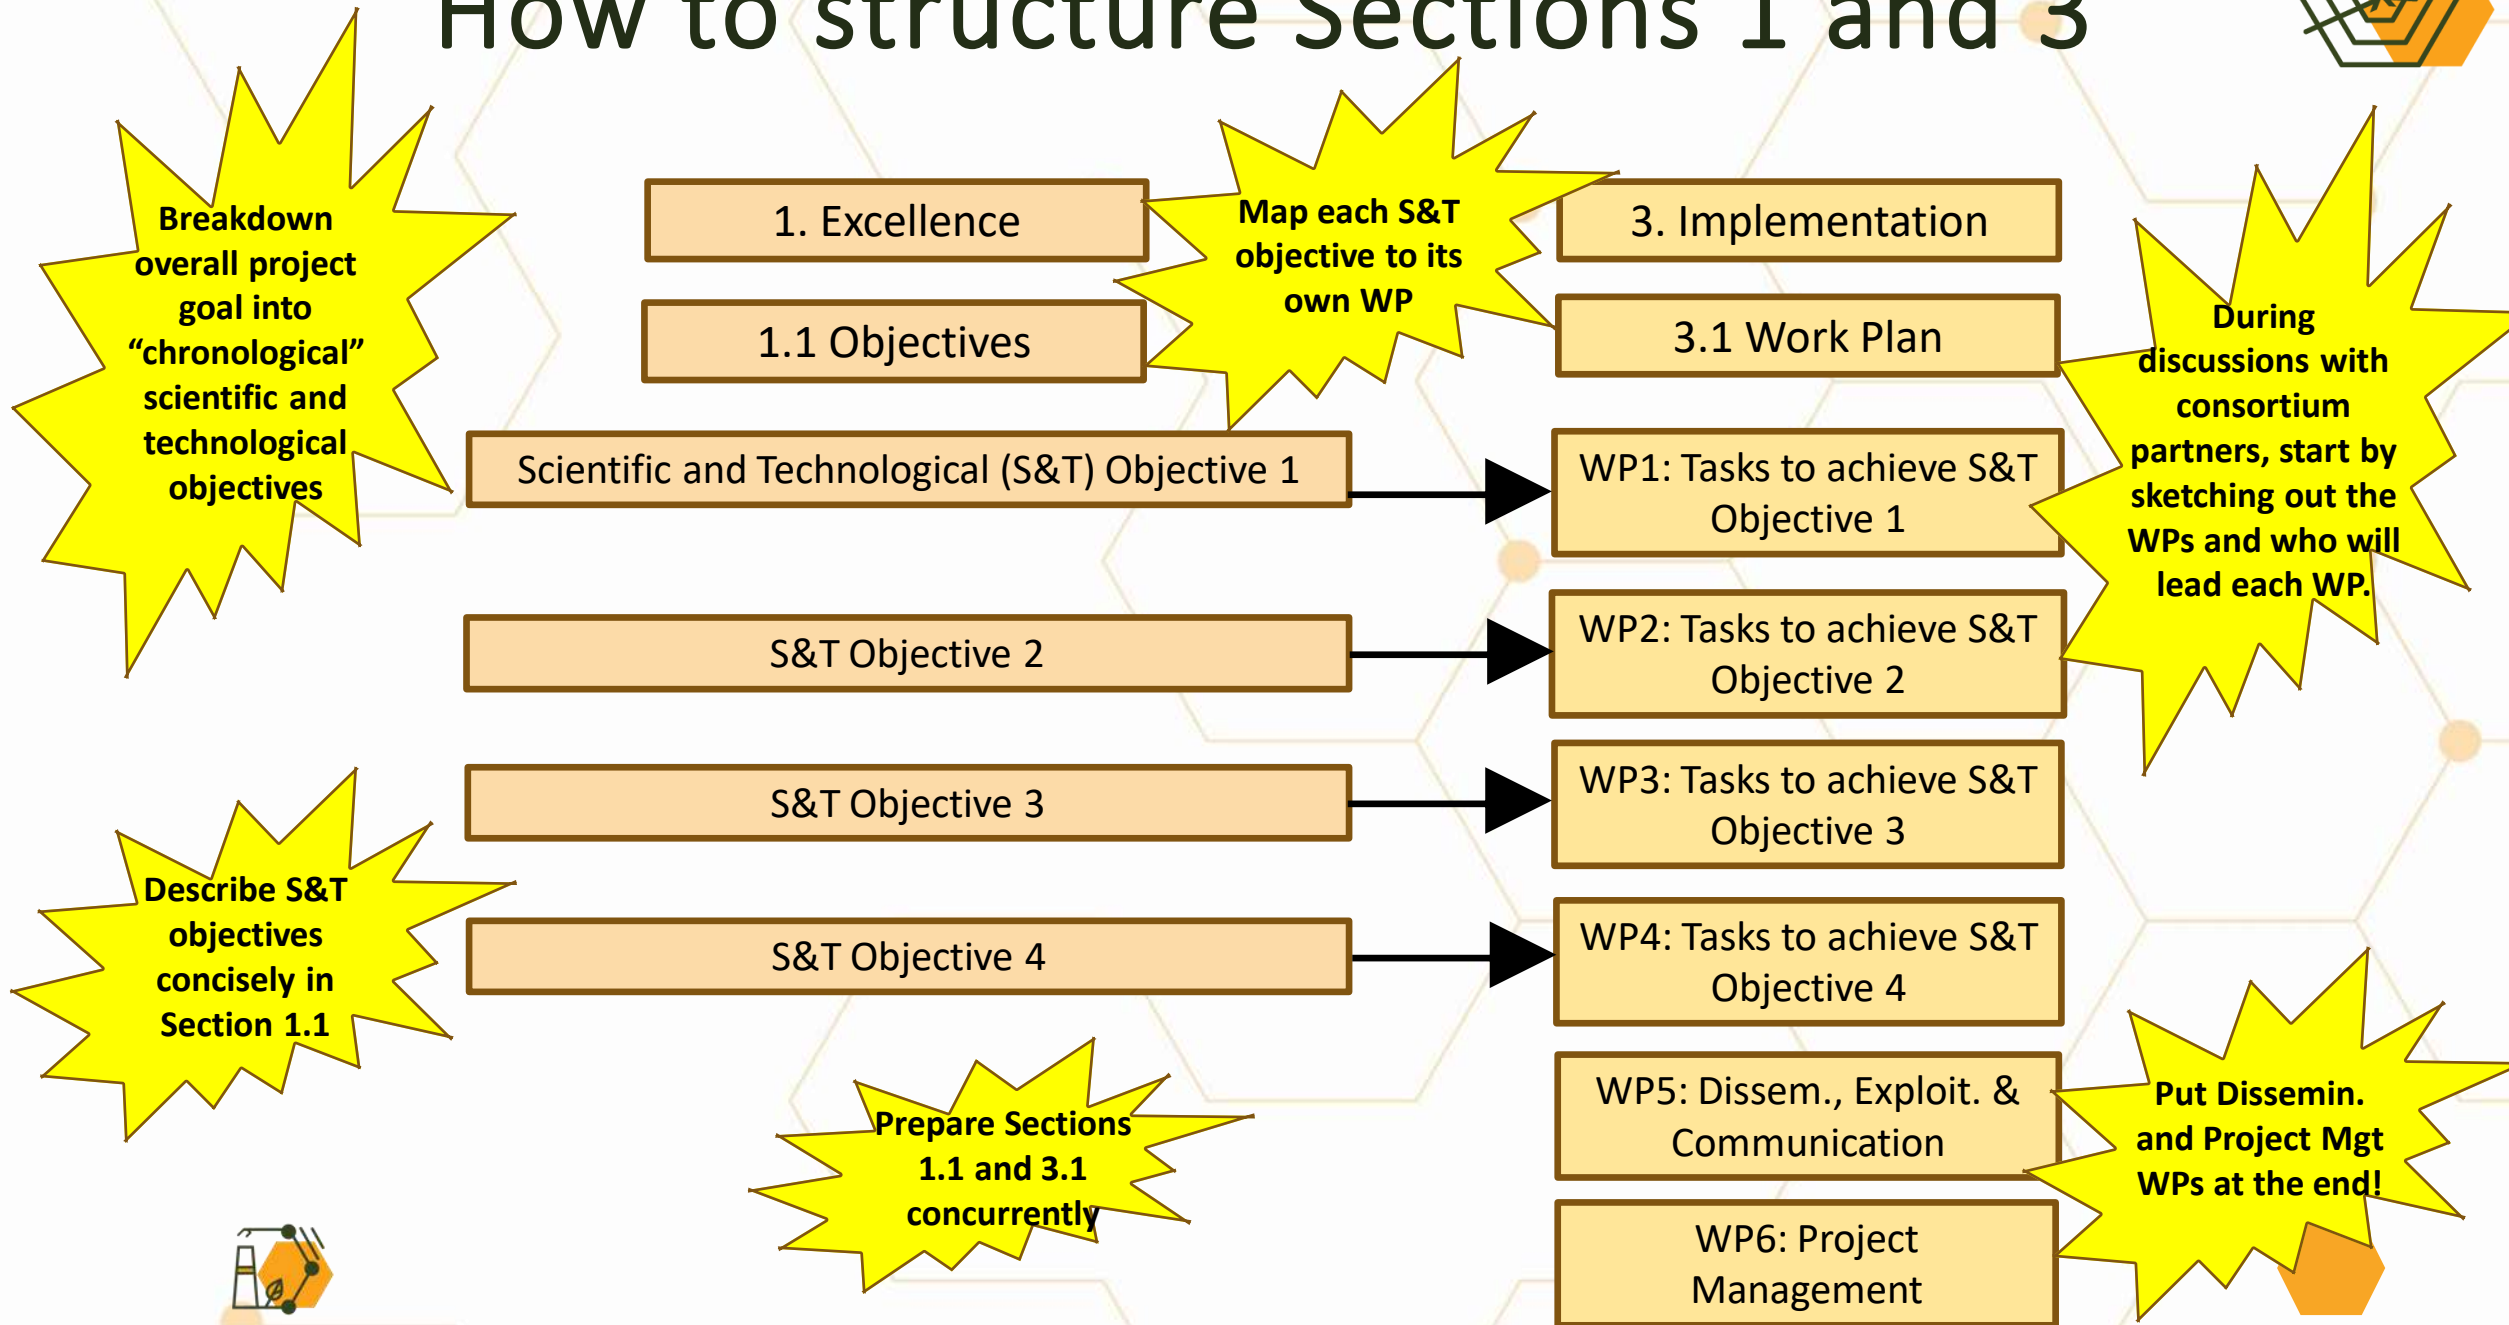 How to structure Sections 1 and 3
Breakdown
overall project
goal into
“chronological”
scientific and
technological
objectives
1. Excellence
1.1 Objectives
Map each S&T
objective to its
own WP
3. Implementation
3.1 Work Plan
During
discussions with
consortium
partners, start by
sketching out the
WPs and who will
lead each WP.
Scientific and Technological (S&T) Objective 1
WP1: Tasks to achieve S&T
Objective 1
S&T Objective 2
WP2: Tasks to achieve S&T
Objective 2
S&T Objective 3
WP3: Tasks to achieve S&T
Objective 3
Describe S&T
objectives
concisely in
Section 1.1
S&T Objective 4
WP4: Tasks to achieve S&T
Objective 4
Prepare Sections
1.1 and 3.1
concurrently
WP5: Dissem., Exploit. &
Communication
Put Dissemin.
and Project Mgt
WPs at the end!
WP6: Project
Management